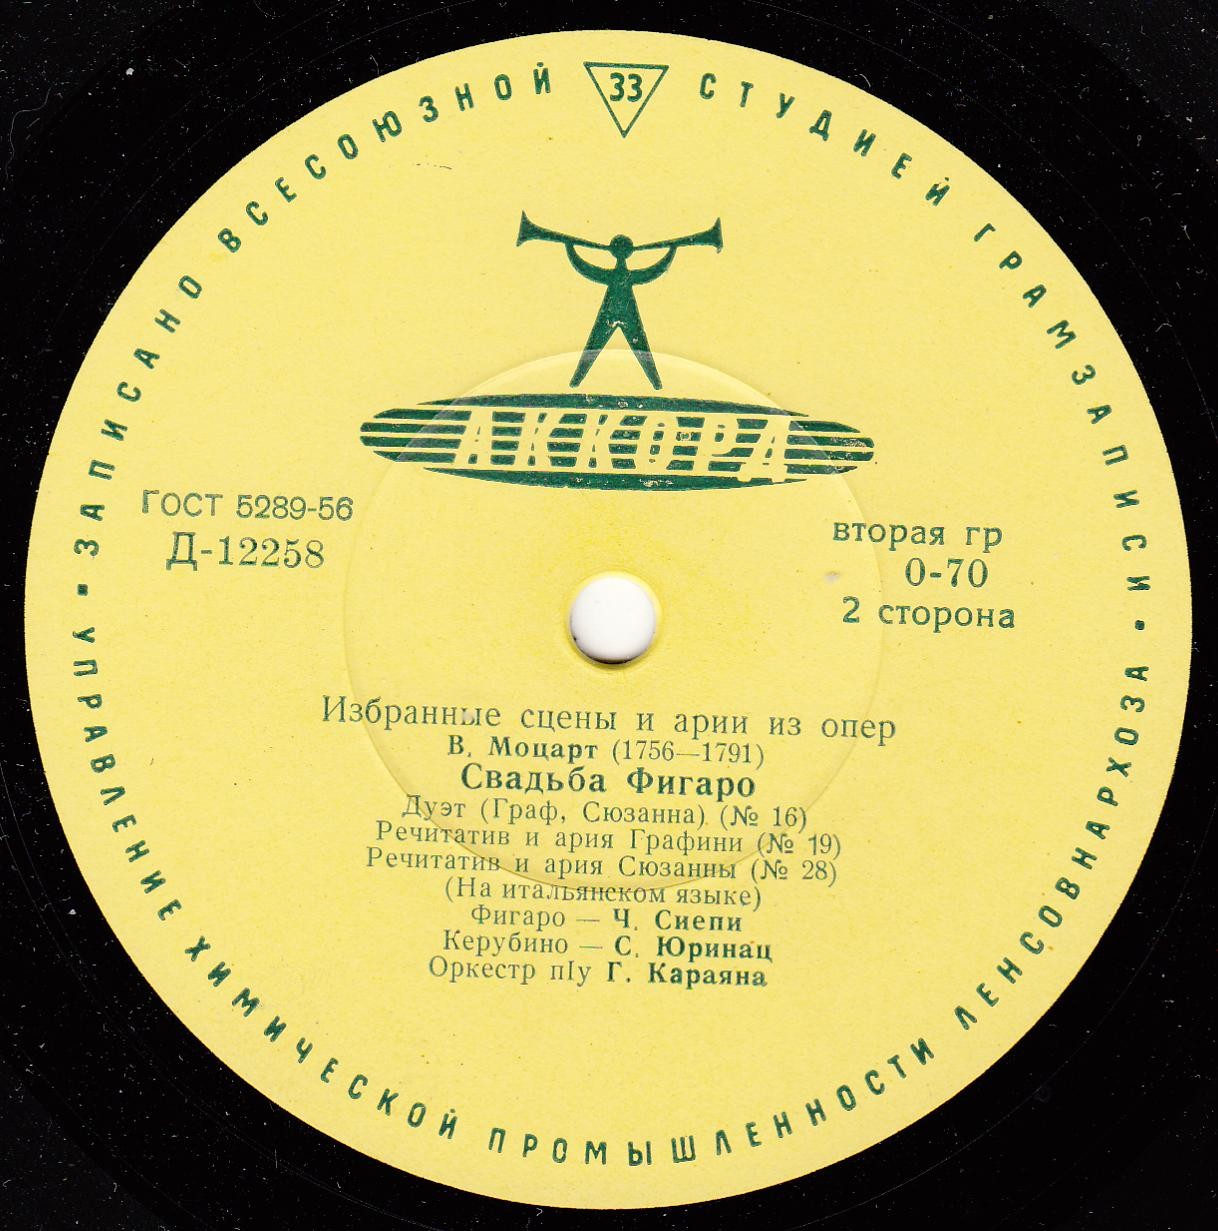 ЗАПИСАНО ВСЕСОЮЗНОЙ СТУДИЕЙ ГРАМЗАПИСИ
33
АККОРД
ГОСТ 5289-56
Д-12258
вторая гр
0-70
2 сторона
Избранные сцены и арии из опер
В. Моцарт (1756—1791)
Свадьба Фигаро
Дуэт (Граф, Сюзанна) (№ 16)
Речитатив и ария Графини (№ 19)
Речитатив и ария Сюзанны (№ 28)
(На итальянском языке)
Фигаро — Ч. Сиепи
Керубино — С. Юринац
Оркестр п/у Г. Караяна
УПРАВЛЕНИЕ ХИМИЧЕСКОЙ ПРОМЫШЛЕННОСТИ ЛЕНСОВНАРХОЗА